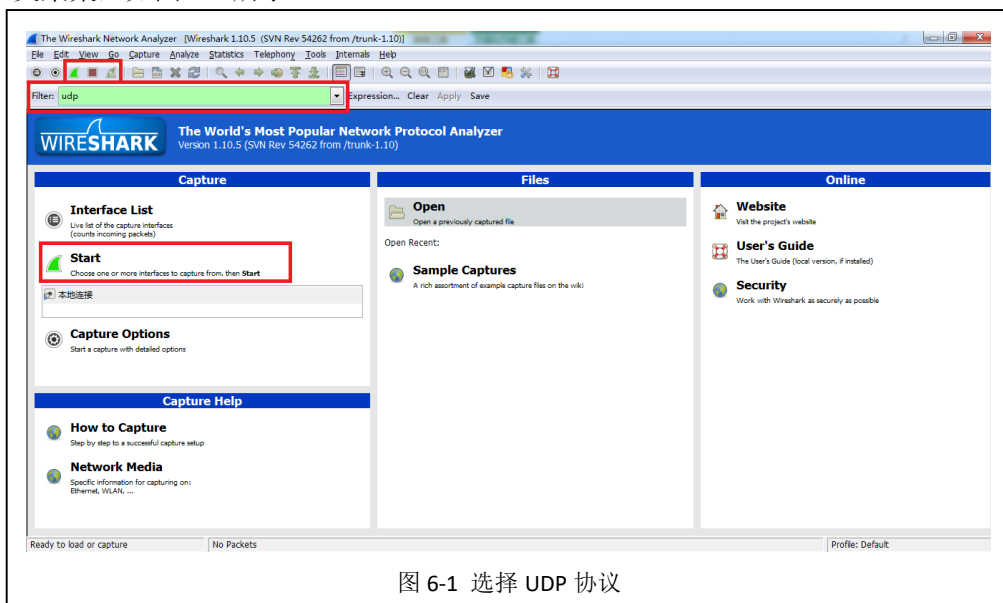 The Wireshark Network Analyzer [Wireshark 1.10.5 (SVN Rev 54262 from /trunk-1.10)]
File Edit View Go Capture Analyze Statistics Telephony Tools Internals Help
Filter: udp Expression... Clear Apply Save
WIRESHARK
The World's Most Popular Network Protocol Analyzer
Version 1.10.5 (SVN Rev 54262 from /trunk-1.10)
Capture
Interface List
Live list of the capture interfaces
(counts incoming packets)
Start
Choose one or more interfaces to capture from, then Start
本地连接
Capture Options
Start a capture with detailed options
Capture Help
How to Capture
Step by step to a successful capture setup
Network Media
Specific information for capturing on:
Ethernet, WLAN, ...
Files
Open
Open a previously captured file
Open Recent:
Sample Captures
A rich assortment of example capture files on the wiki
Online
Website
Visit the project's website
User's Guide
The User's Guide (local version, if installed)
Security
Work with Wireshark as securely as possible
Ready to load or capture No Packets Profile: Default
图 6-1 选择 UDP 协议